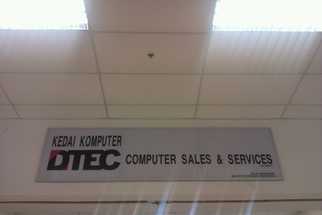 KEDAI KOMPUTER
DTEC COMPUTER SALES & SERVICES